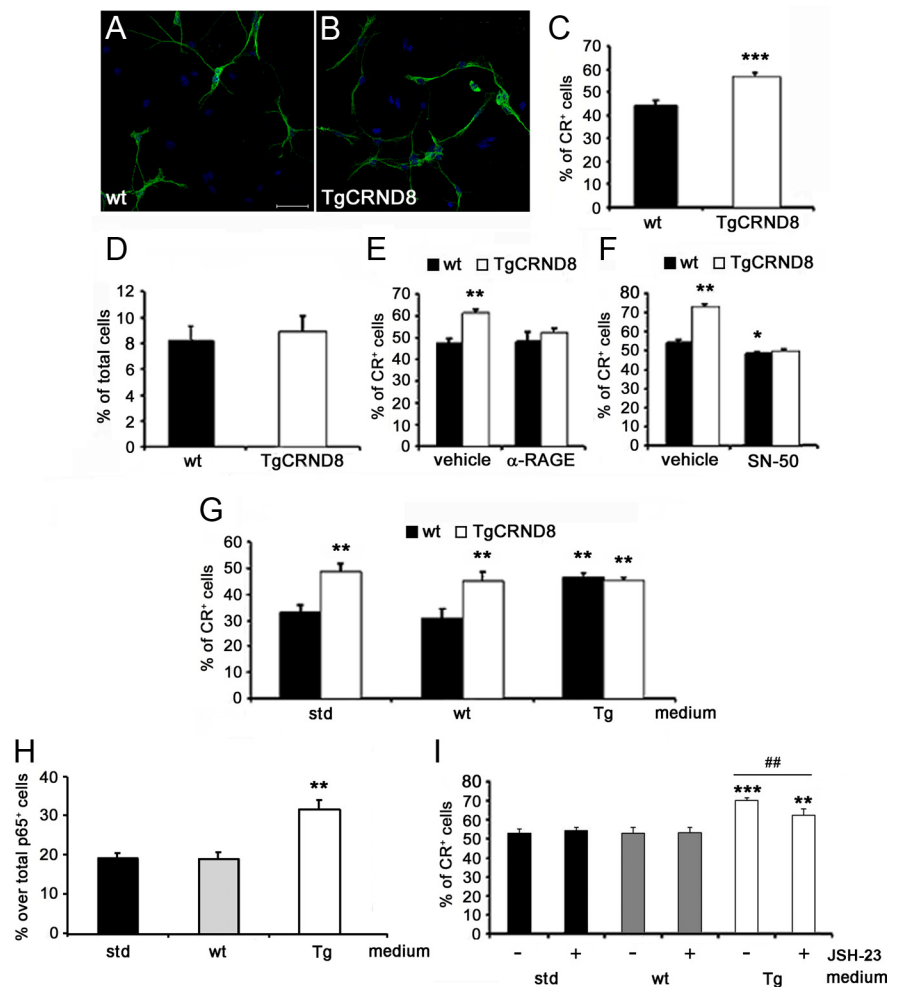 A
wt
B
TgCRND8
C
% of CR+ cells
70
60
50
40
30
20
10
0
***
wt TgCRND8
D
% of total cells
12
10
8
6
4
2
0
wt TgCRND8
E
wt TgCRND8
% of CR+ cells
70
60
50
40
30
20
10
0
**
vehicle α-RAGE
F
wt TgCRND8
% of CR+ cells
80
70
60
50
40
30
20
10
0
**
*
vehicle SN-50
G
wt TgCRND8
% of CR+ cells
60
50
40
30
20
10
0
** ** ** **
std wt Tg medium
H
% over total p65+ cells
40
30
20
10
0
**
std wt Tg medium
I
% of CR+ cells
80
70
60
50
40
30
20
10
0
##
*** **
- + - + - + JSH-23
std wt Tg medium